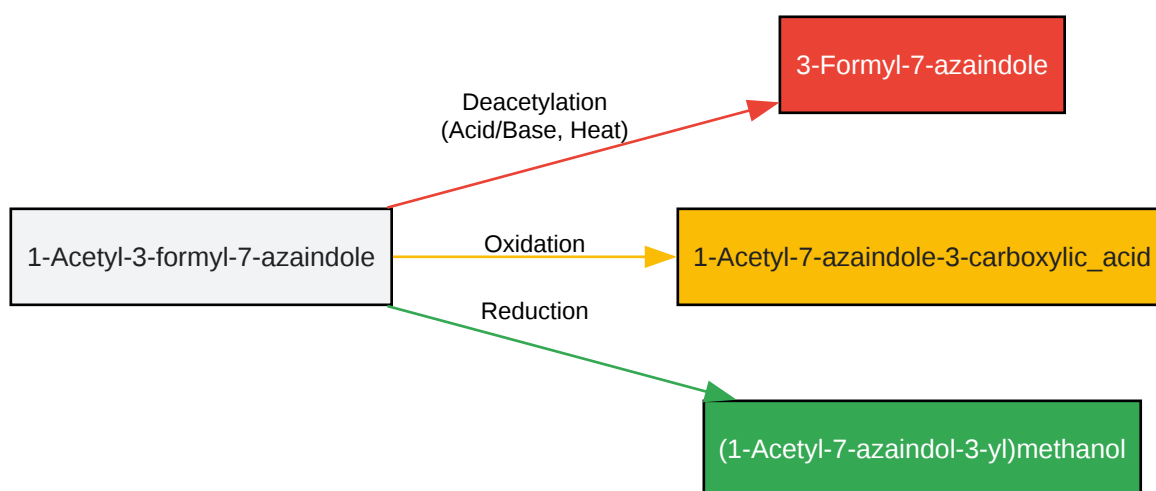 3-Formyl-7-azaindole
Deacetylation
(Acid/Base, Heat)
1-Acetyl-3-formyl-7-azaindole
Oxidation
1-Acetyl-7-azaindole-3-carboxylic_acid
Reduction
(1-Acetyl-7-azaindol-3-yl)methanol